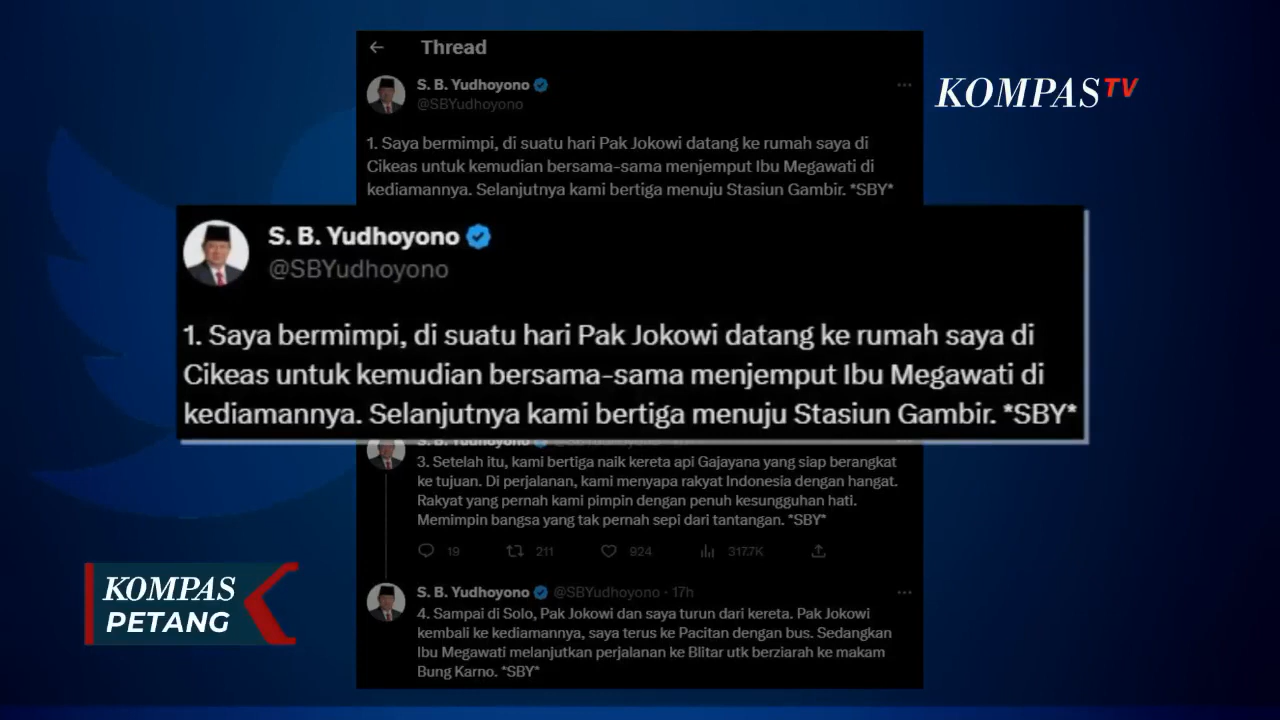 Thread
S. B. Yudhoyono
@SBYudhoyono
1. Saya bermimpi, di suatu hari Pak Jokowi datang ke rumah saya di
Cikeas untuk kemudian bersama-sama menjemput Ibu Megawati di
kediamannya. Selanjutnya kami bertiga menuju Stasiun Gambir. *SBY*
KOMPAS TV
S. B. Yudhoyono
@SBYudhoyono
1. Saya bermimpi, di suatu hari Pak Jokowi datang ke rumah saya di
Cikeas untuk kemudian bersama-sama menjemput Ibu Megawati di
kediamannya. Selanjutnya kami bertiga menuju Stasiun Gambir. *SBY*
S. B. Yudhoyono
3. Setelah itu, kami bertiga naik kereta api Gajayana yang siap berangkat
ke tujuan. Di perjalanan, kami menyapa rakyat Indonesia dengan hangat.
Rakyat yang pernah kami pimpin dengan penuh kesungguhan hati.
Memimpin bangsa yang tak pernah sepi dari tantangan. *SBY*
19 211 924 317.7K
S. B. Yudhoyono @SBYudhoyono · 17h
4. Sampai di Solo, Pak Jokowi dan saya turun dari kereta. Pak Jokowi
kembali ke kediamannya, saya terus ke Pacitan dengan bus. Sedangkan
Ibu Megawati melanjutkan perjalanan ke Blitar utk berziarah ke makam
Bung Karno. *SBY*
KOMPAS
PETANG